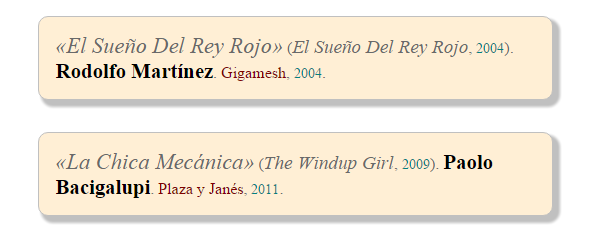 «El Sueño Del Rey Rojo» (El Sueño Del Rey Rojo, 2004).
Rodolfo Martínez. Gigamesh, 2004.
«La Chica Mecánica» (The Windup Girl, 2009). Paolo
Bacigalupi. Plaza y Janés, 2011.